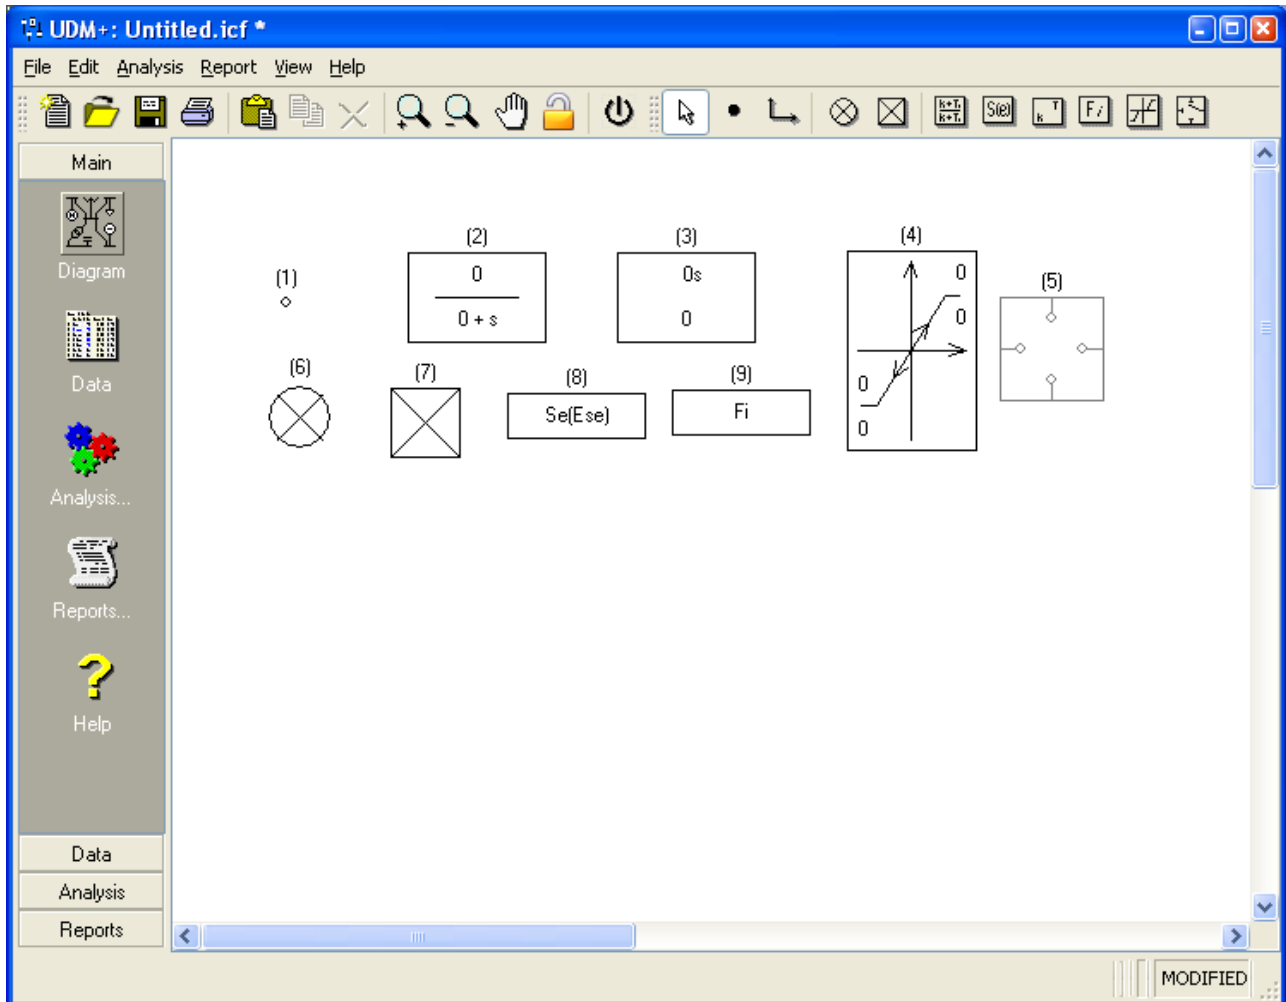 UDM+: Untitled.icf *
File Edit Analysis Report View Help
S(e)
F/
Main
Diagram
Data
Analysis...
Reports...
Help
Data
Analysis
Reports
(1)
(2)
0
0 + s
(3)
0s
0
(4)
0
0
0
0
(5)
(6)
(7)
(8)
Se(Ese)
(9)
Fi
MODIFIED